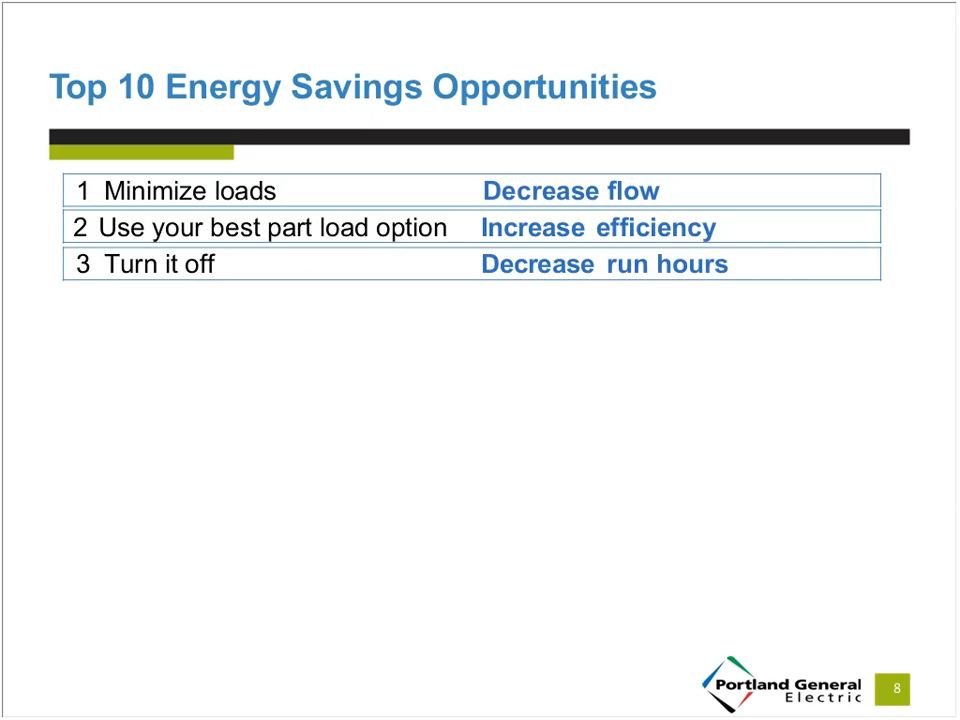 Top 10 Energy Savings Opportunities
1 Minimize loads Decrease flow
2 Use your best part load option Increase efficiency
3 Turn it off Decrease run hours
Portland General
Electric
8